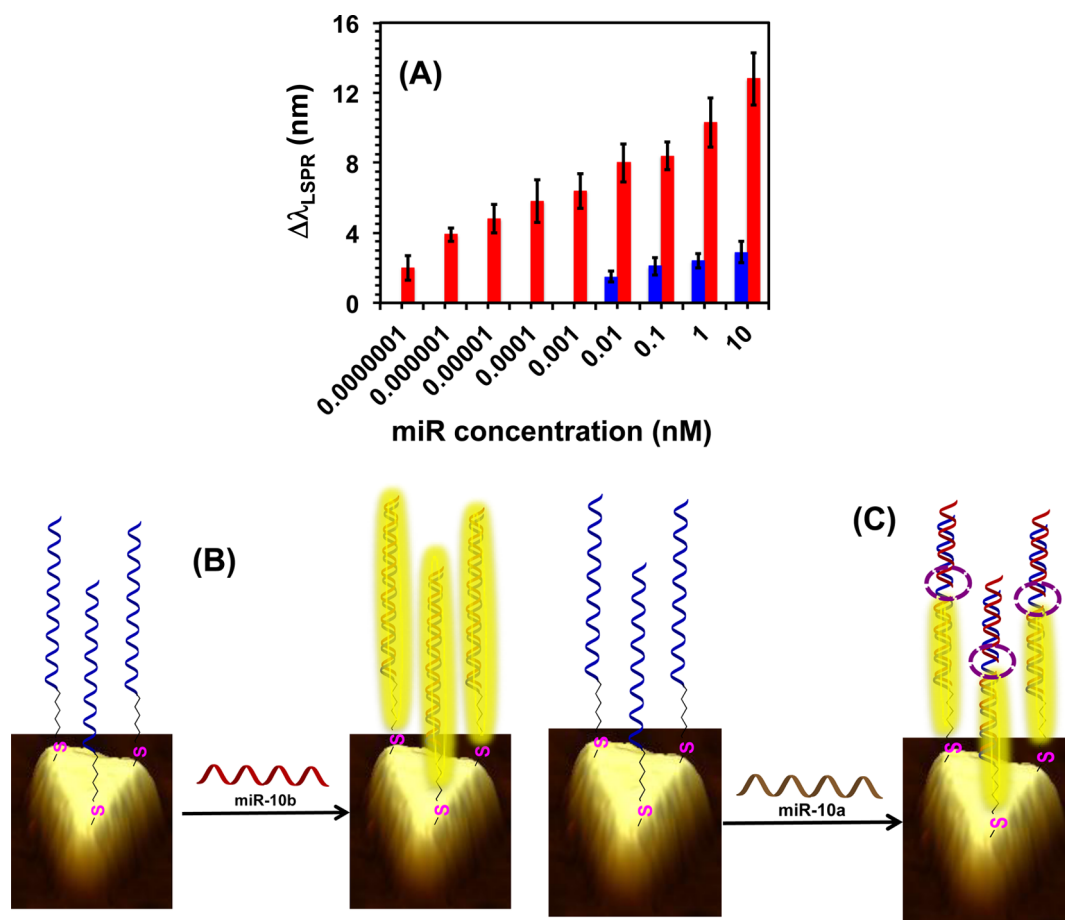 16
(A)
12
8
4
0
ΔλLSPR (nm)
0.0000001
0.000001
0.00001
0.0001
0.001
0.01
0.1
1
10
miR concentration (nM)
(B)
(C)
S
S
S
miR-10b
S
S
S
S
S
S
miR-10a
S
S
S